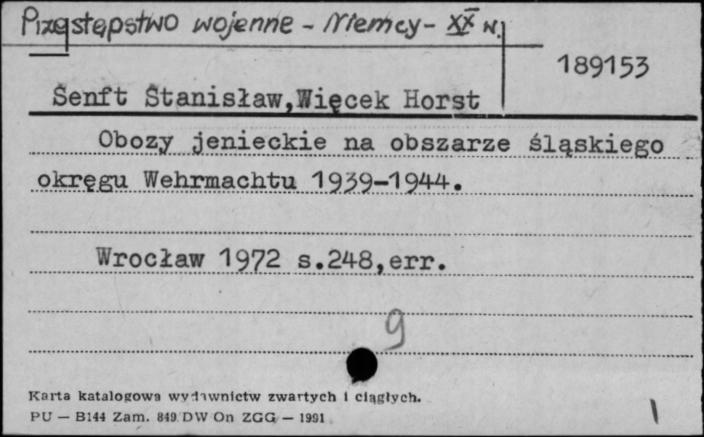 Przestępstwo wojenne - Niemcy - XX w.
189153
Senft Stanisław,Więcek Horst
Obozy jenieckie na obszarze śląskiego
okręgu Wehrmachtu 1939-1944.
Wrocław 1972 s.248,err.
9
Karta katalogowa wydawnictw zwartych i ciągłych.
PU — B144 Zam. 849 DW On ZGG — 1991